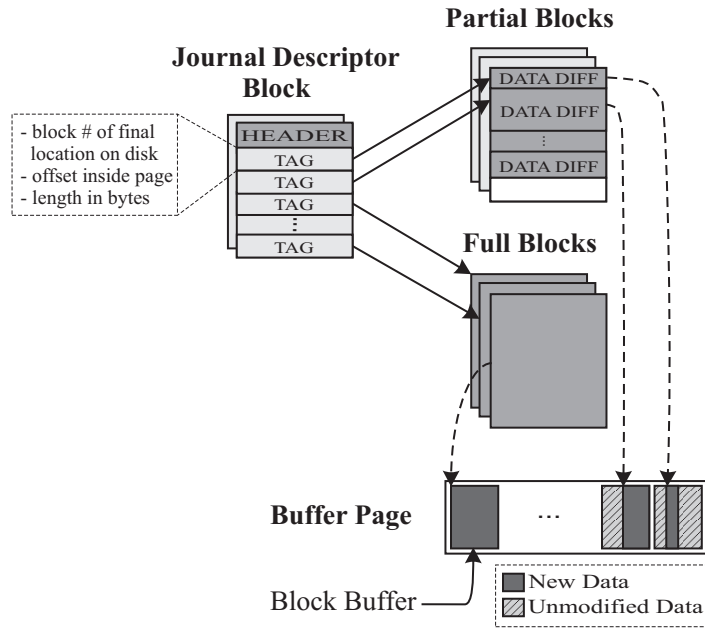 Partial Blocks
Journal Descriptor
Block
DATA DIFF
DATA DIFF
...
DATA DIFF
HEADER
TAG
TAG
TAG
...
TAG
- block # of final
location on disk
- offset inside page
- length in bytes
Full Blocks
Buffer Page
...
Block Buffer
New Data
Unmodified Data